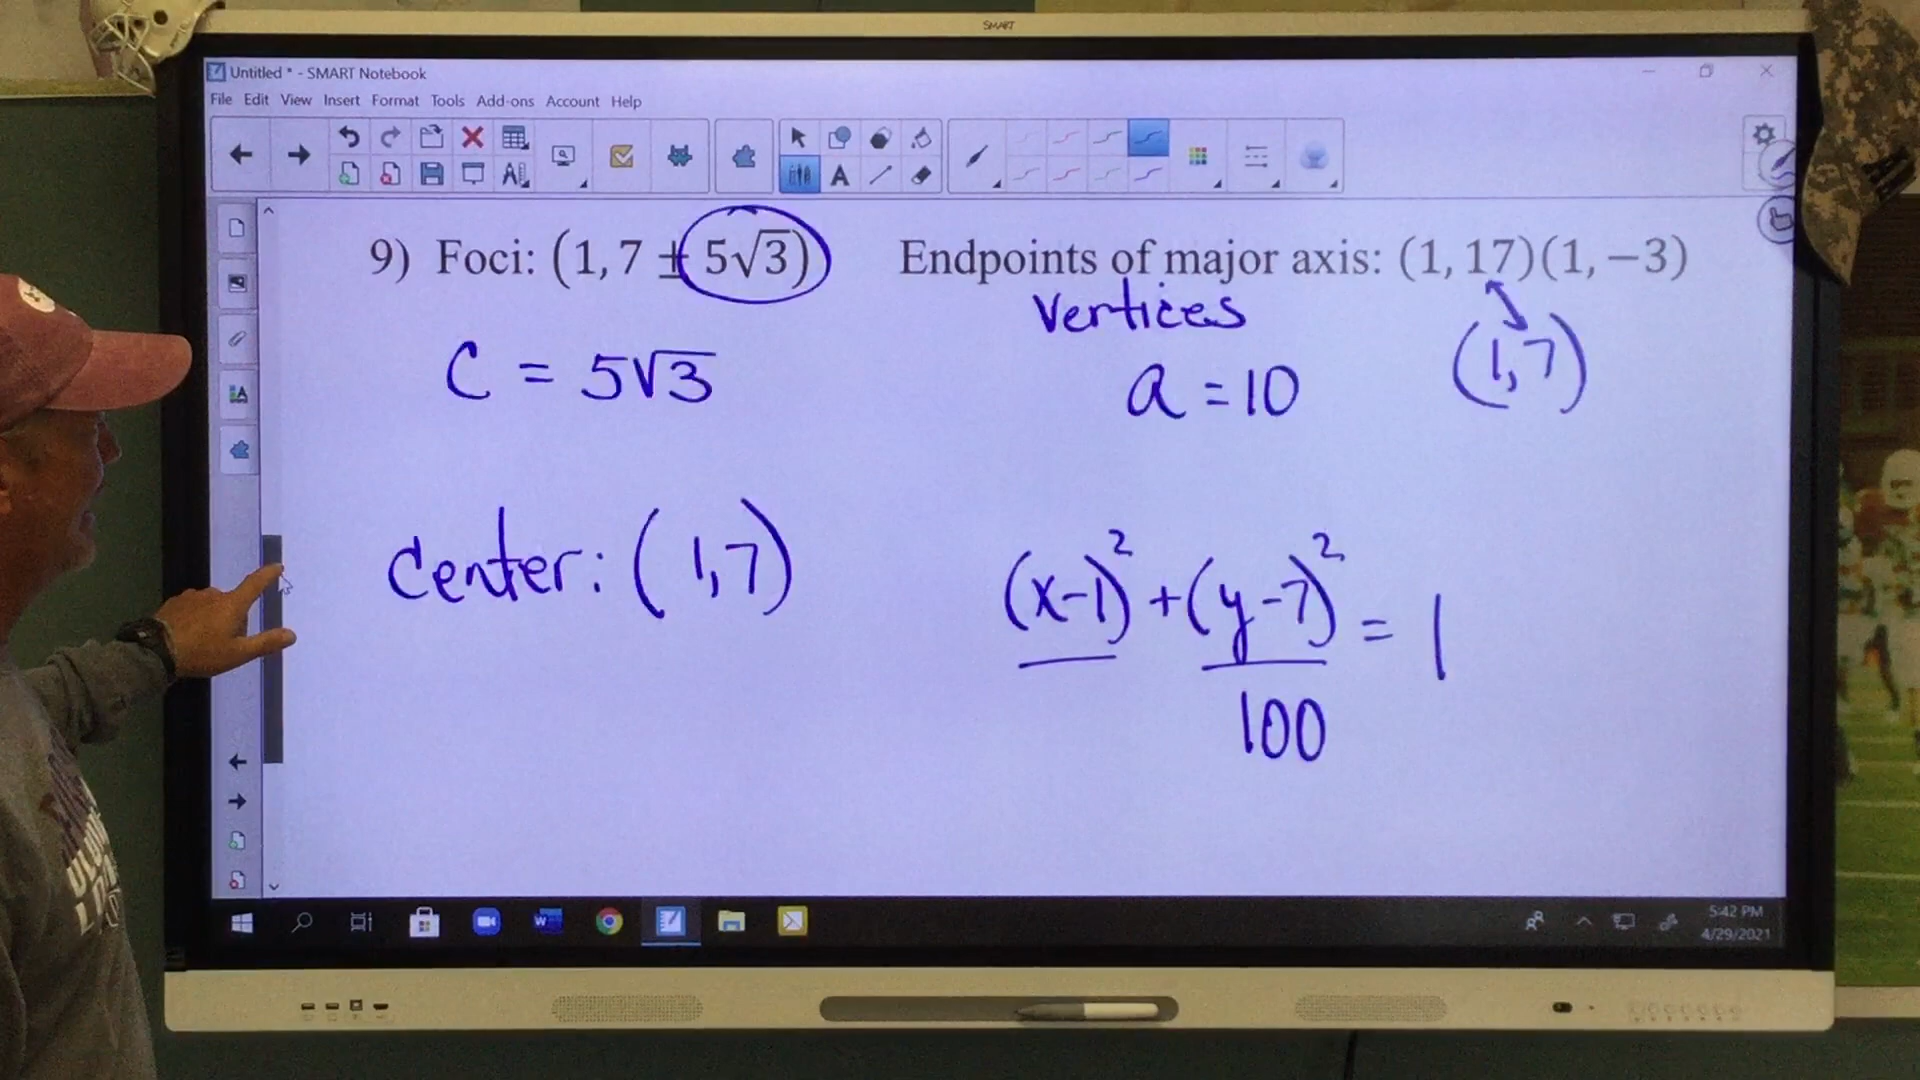 SMART
Untitled * - SMART Notebook
File Edit View Insert Format Tools Add-ons Account Help
9) Foci: (1, 7 ± 5√3) Endpoints of major axis: (1, 17)(1, −3)
Vertices
C = 5√3 a = 10 (1, 7)
Center: (1, 7)
(x-1)² + (y-7)² = 1
100
5:42 PM
4/29/2021